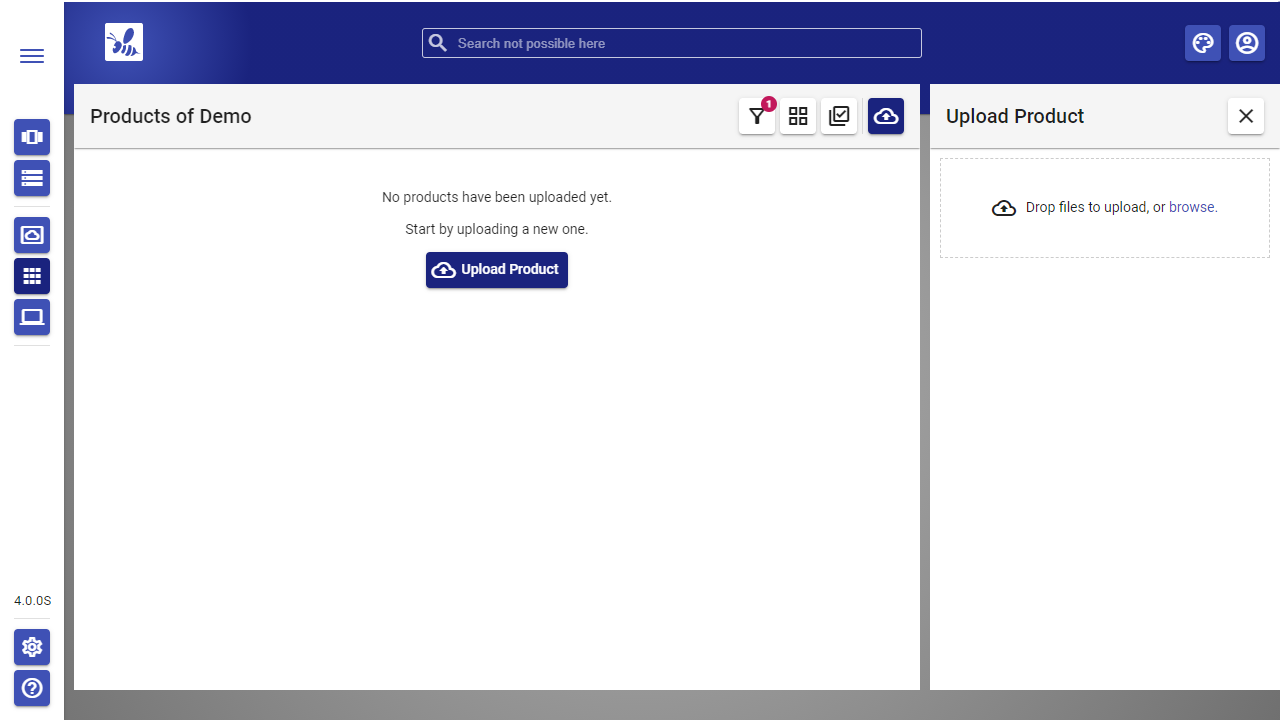 Search not possible here
Products of Demo
1
Upload Product
No products have been uploaded yet.
Start by uploading a new one.
Upload Product
Drop files to upload, or browse.
4.0.0S